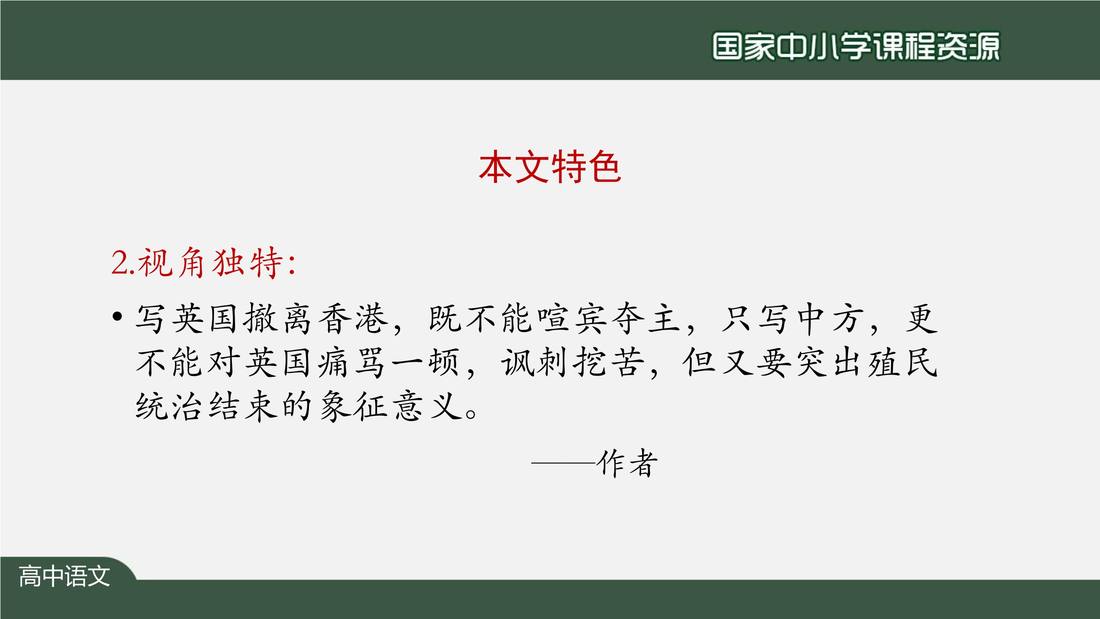 国家中小学课程资源
本文特色
2.视角独特：
•写英国撤离香港，既不能喧宾夺主，只写中方，更
不能对英国痛骂一顿，讽刺挖苦，但又要突出殖民
统治结束的象征意义。
——作者
高中语文